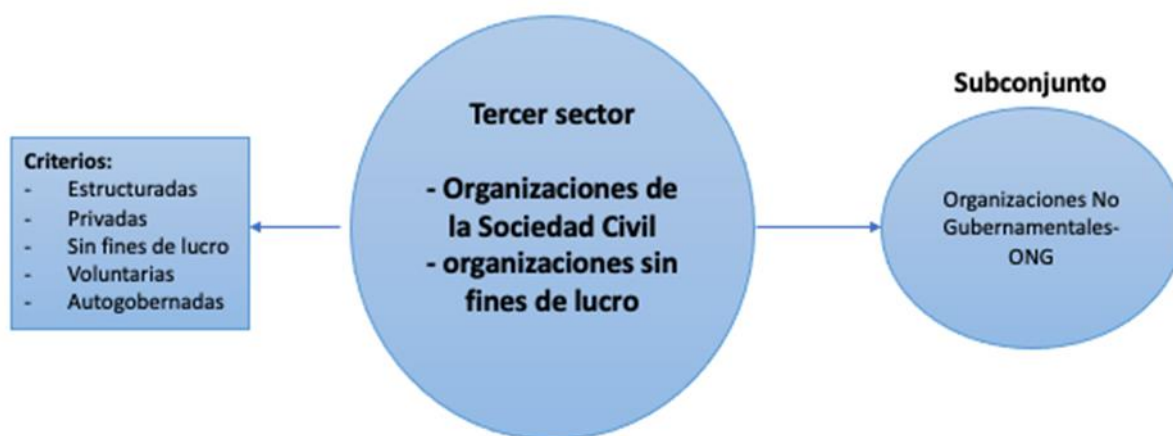 Criterios:
- Estructuradas
- Privadas
- Sin fines de lucro
- Voluntarias
- Autogobernadas
Tercer sector
- Organizaciones de
la Sociedad Civil
- organizaciones sin
fines de lucro
Subconjunto
Organizaciones No
Gubernamentales-
ONG